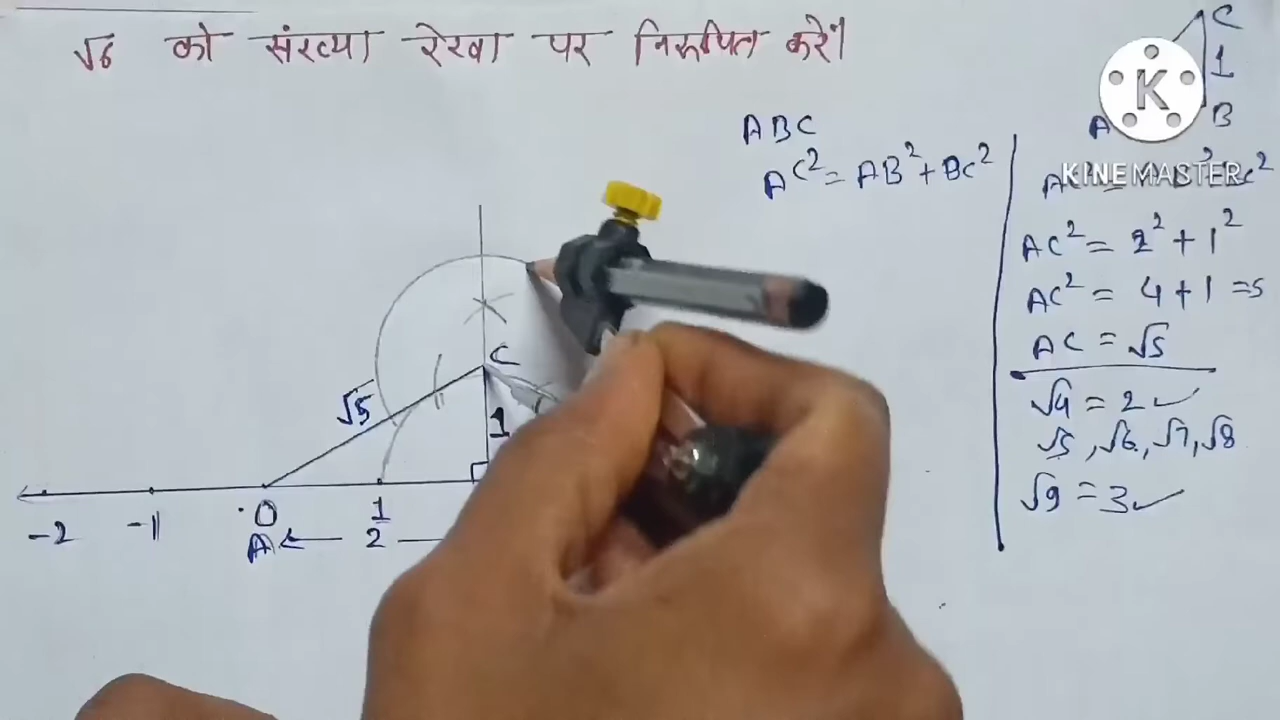 √6 को संख्या रेखा पर निरूपित करें।
C
1
B
A
K
KINEMASTER
ABC
AC² = AB² + BC²
AC² = 2² + 1²
AC² = 4 + 1 = 5
AC = √5
√4 = 2 ✓
√5, √6, √7, √8
√9 = 3 ✓
C
√5
1
-2 -1 0 1
A ← 2